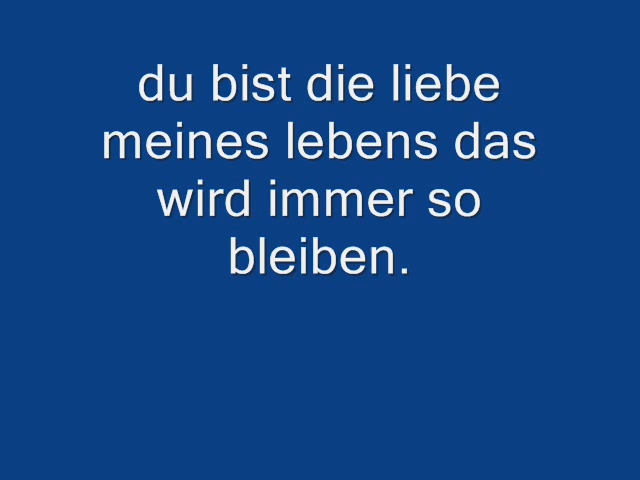 du bist die liebe
meines lebens das
wird immer so
bleiben.